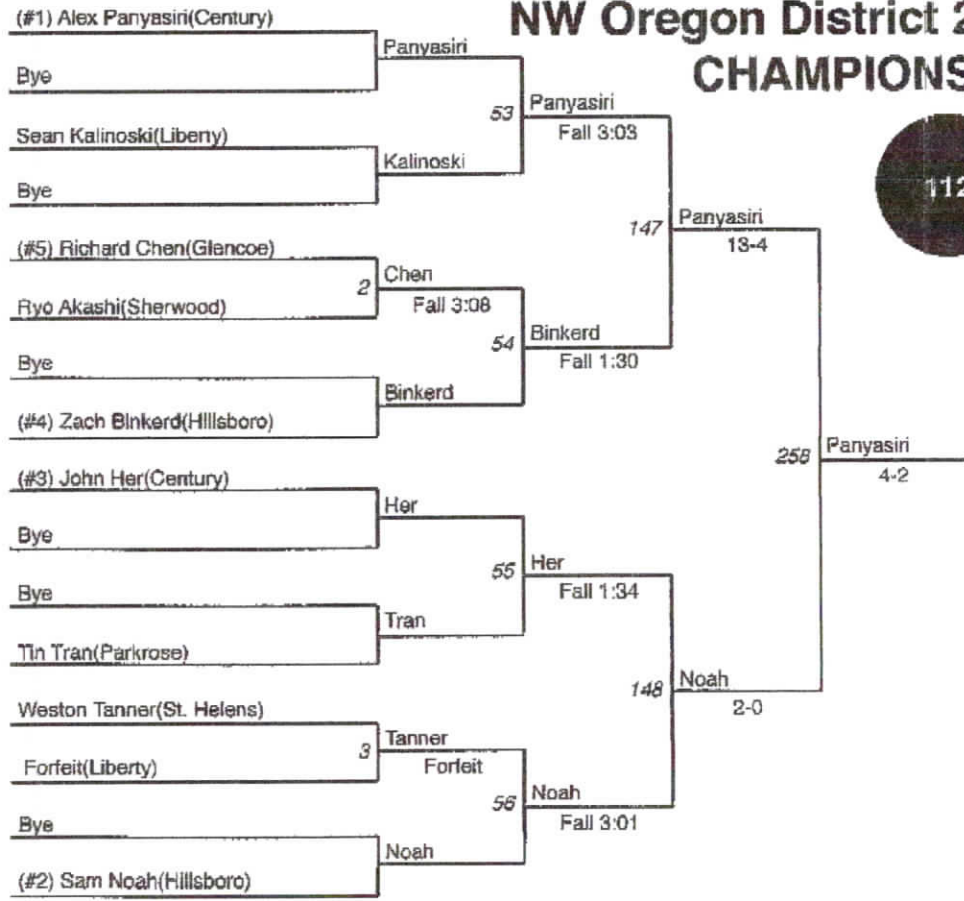 NW Oregon District 2
CHAMPIONS
112
(#1) Alex Panyasiri(Century)
Bye
Sean Kalinoski(Liberty)
Bye
(#5) Richard Chen(Glencoe)
2
Ryo Akashi(Sherwood)
Bye
(#4) Zach Binkerd(Hillsboro)
(#3) John Her(Century)
Bye
Bye
Tin Tran(Parkrose)
Weston Tanner(St. Helens)
3
Forfeit(Liberty)
Bye
(#2) Sam Noah(Hillsboro)
Panyasiri
53
Kalinoski
Chen
Fall 3:08
54
Binkerd
Her
55
Tran
Tanner
Forfeit
56
Noah
Panyasiri
Fall 3:03
147
Binkerd
Fall 1:30
Her
Fall 1:34
148
Noah
Fall 3:01
Panyasiri
13-4
258
Noah
2-0
Panyasiri
4-2